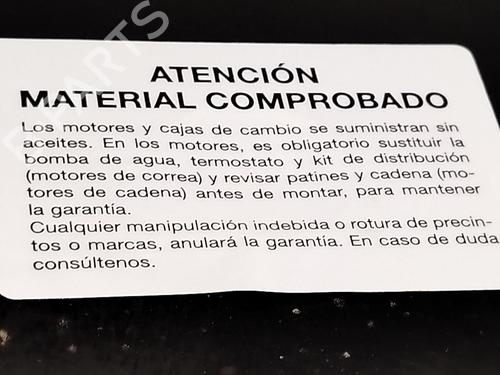 ATENCIÓN
MATERIAL COMPROBADO
Los motores y cajas de cambio se suministran sin
aceites. En los motores, es obligatorio sustituir la
bomba de agua, termostato y kit de distribución
(motores de correa) y revisar patines y cadena (mo-
tores de cadena) antes de montar, para mantener
la garantía.
Cualquier manipulación indebida o rotura de precin-
tos o marcas, anulará la garantía. En caso de duda
consúltenos.